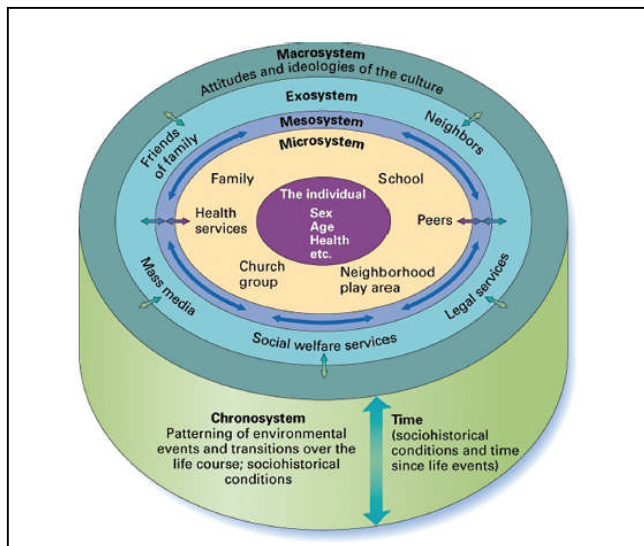 Macrosystem
Attitudes and ideologies of the culture
Exosystem
Mesosystem
Microsystem
Friends
of family
Neighbors
Family
School
The individual
Sex
Age
Health
etc.
Health
services
Peers
Church
group
Neighborhood
play area
Mass media
Legal services
Social welfare services
Chronosystem
Patterning of environmental
events and transitions over the
life course; sociohistorical
conditions
Time
(sociohistorical
conditions and time
since life events)